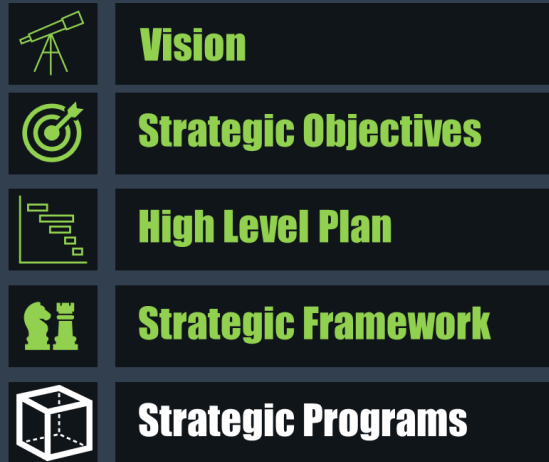 Vision
Strategic Objectives
High Level Plan
Strategic Framework
Strategic Programs